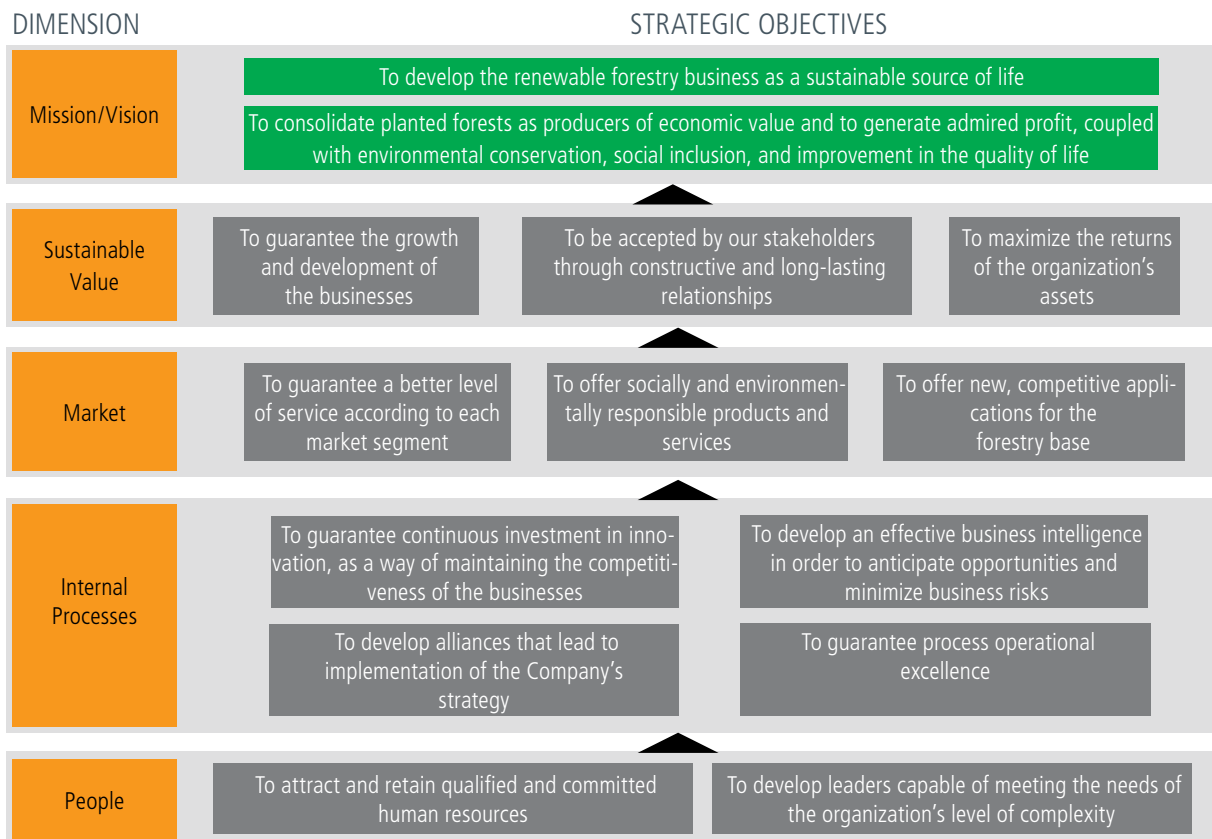 DIMENSION
STRATEGIC OBJECTIVES
Mission/Vision
To develop the renewable forestry business as a sustainable source of life
To consolidate planted forests as producers of economic value and to generate admired profit, coupled
with environmental conservation, social inclusion, and improvement in the quality of life
Sustainable
Value
To guarantee the growth
and development of
the businesses
To be accepted by our stakeholders
through constructive and long-lasting
relationships
To maximize the returns
of the organization's
assets
Market
To guarantee a better level
of service according to each
market segment
To offer socially and environmen-
tally responsible products and
services
To offer new, competitive appli-
cations for the
forestry base
Internal
Processes
To guarantee continuous investment in inno-
vation, as a way of maintaining the competiti-
veness of the businesses
To develop an effective business intelligence
in order to anticipate opportunities and
minimize business risks
To develop alliances that lead to
implementation of the Company's
strategy
To guarantee process operational
excellence
People
To attract and retain qualified and committed
human resources
To develop leaders capable of meeting the needs of
the organization's level of complexity